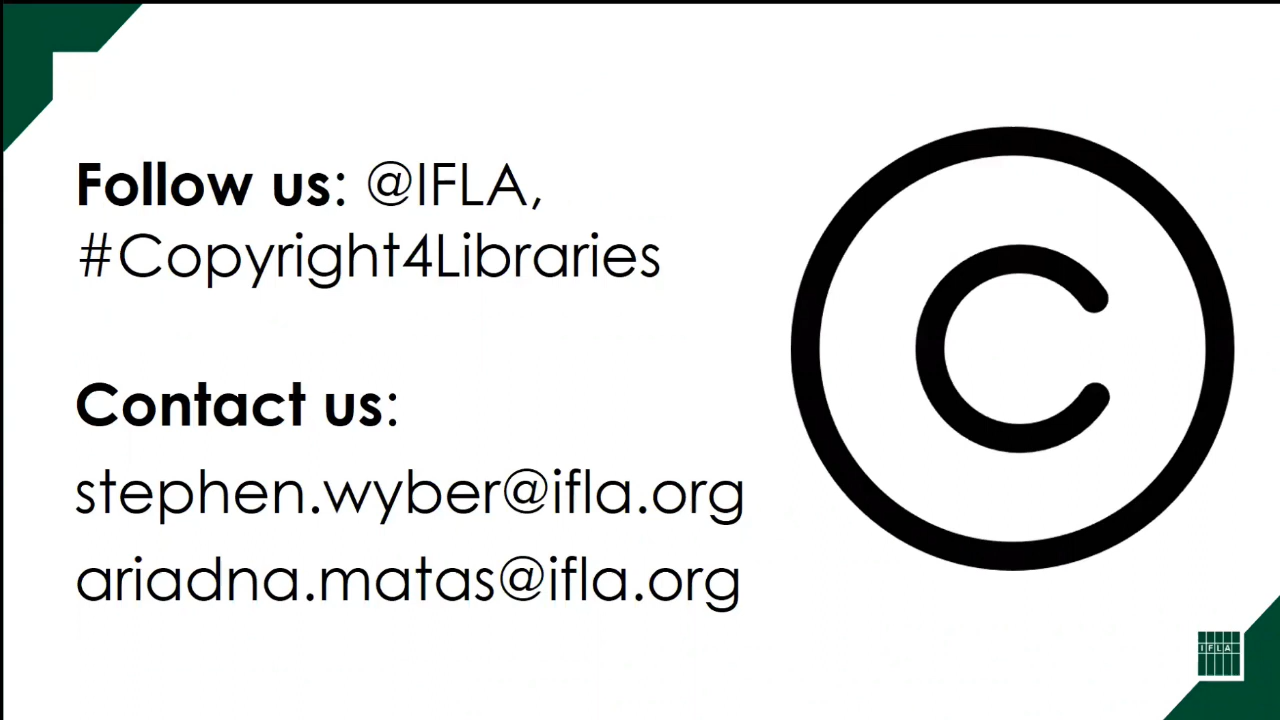 Follow us: @IFLA,
#Copyright4Libraries
Contact us:
stephen.wyber@ifla.org
ariadna.matas@ifla.org
©
IFLA